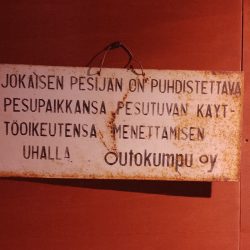 JOKAISEN PESIJÄN ON PUHDISTETTAVA
PESUPAIKKANSA PESUTUVAN KÄYT-
TÖOIKEUTENSA MENETTÄMISEN
UHALLA. Outokumpu oy